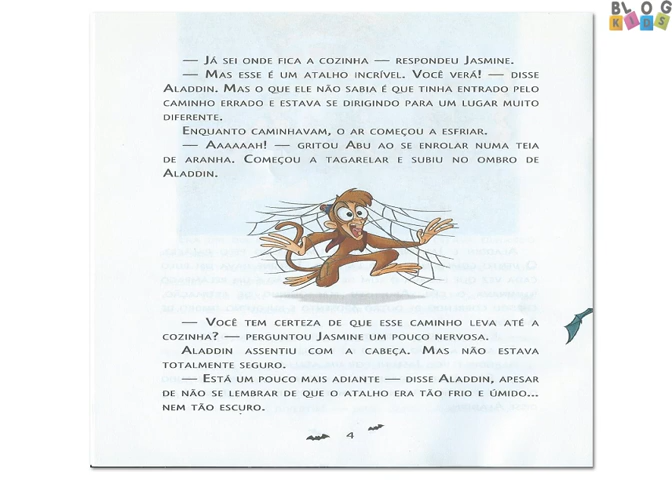 BLOG
KIDS
— JÁ SEI ONDE FICA A COZINHA — RESPONDEU JASMINE.
— MAS ESSE É UM ATALHO INCRÍVEL. VOCÊ VERÁ! — DISSE
ALADDIN. MAS O QUE ELE NÃO SABIA É QUE TINHA ENTRADO PELO
CAMINHO ERRADO E ESTAVA SE DIRIGINDO PARA UM LUGAR MUITO
DIFERENTE.
ENQUANTO CAMINHAVAM, O AR COMEÇOU A ESFRIAR.
— AAAAAAH! — GRITOU ABU AO SE ENROLAR NUMA TEIA
DE ARANHA. COMEÇOU A TAGARELAR E SUBIU NO OMBRO DE
ALADDIN.
— VOCÊ TEM CERTEZA DE QUE ESSE CAMINHO LEVA ATÉ A
COZINHA? — PERGUNTOU JASMINE UM POUCO NERVOSA.
ALADDIN ASSENTIU COM A CABEÇA. MAS NÃO ESTAVA
TOTALMENTE SEGURO.
— ESTÁ UM POUCO MAIS ADIANTE — DISSE ALADDIN, APESAR
DE NÃO SE LEMBRAR DE QUE O ATALHO ERA TÃO FRIO E ÚMIDO...
NEM TÃO ESCURO.
4